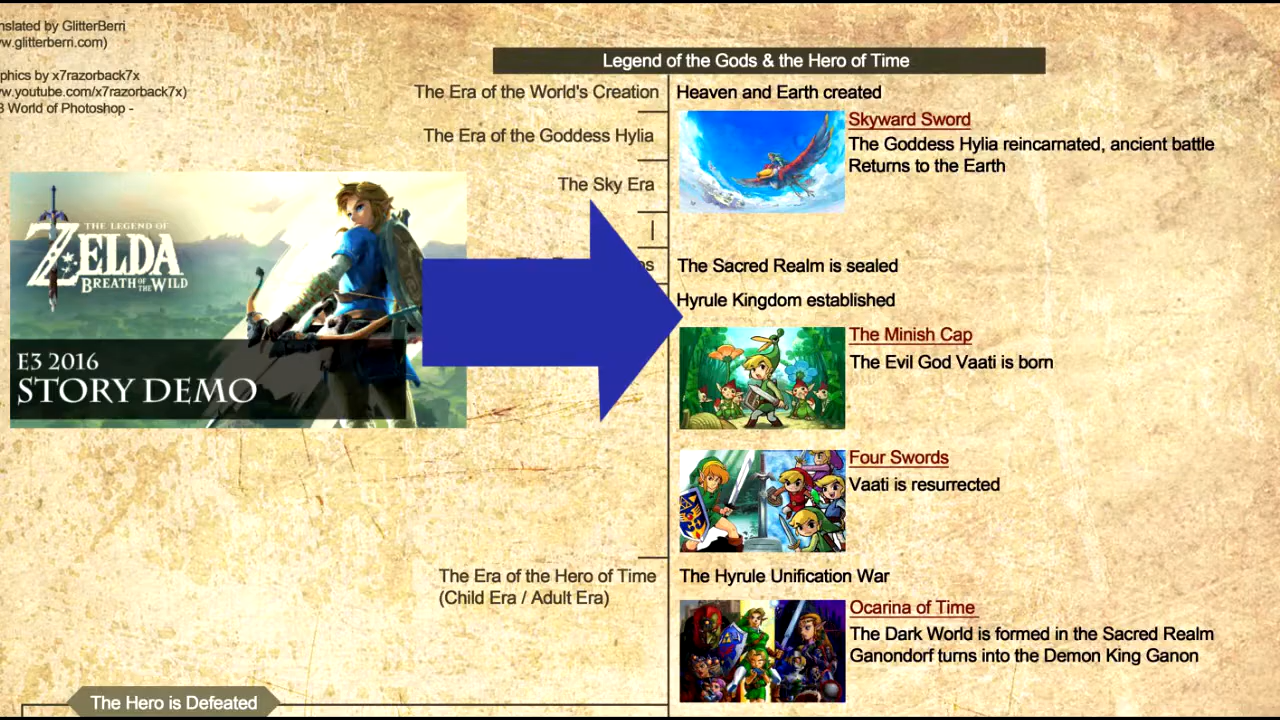 nslated by GlitterBerri
w.glitterberri.com)
phics by x7razorback7x
w.youtube.com/x7razorback7x)
World of Photoshop -
Legend of the Gods & the Hero of Time
The Era of the World's Creation
Heaven and Earth created
The Era of the Goddess Hylia
Skyward Sword
The Goddess Hylia reincarnated, ancient battle
Returns to the Earth
The Sky Era
The Sacred Realm is sealed
Hyrule Kingdom established
THE LEGEND OF
ZELDA
BREATH OF THE WILD
E3 2016
STORY DEMO
The Minish Cap
The Evil God Vaati is born
Four Swords
Vaati is resurrected
The Era of the Hero of Time
(Child Era / Adult Era)
The Hyrule Unification War
Ocarina of Time
The Dark World is formed in the Sacred Realm
Ganondorf turns into the Demon King Ganon
The Hero is Defeated